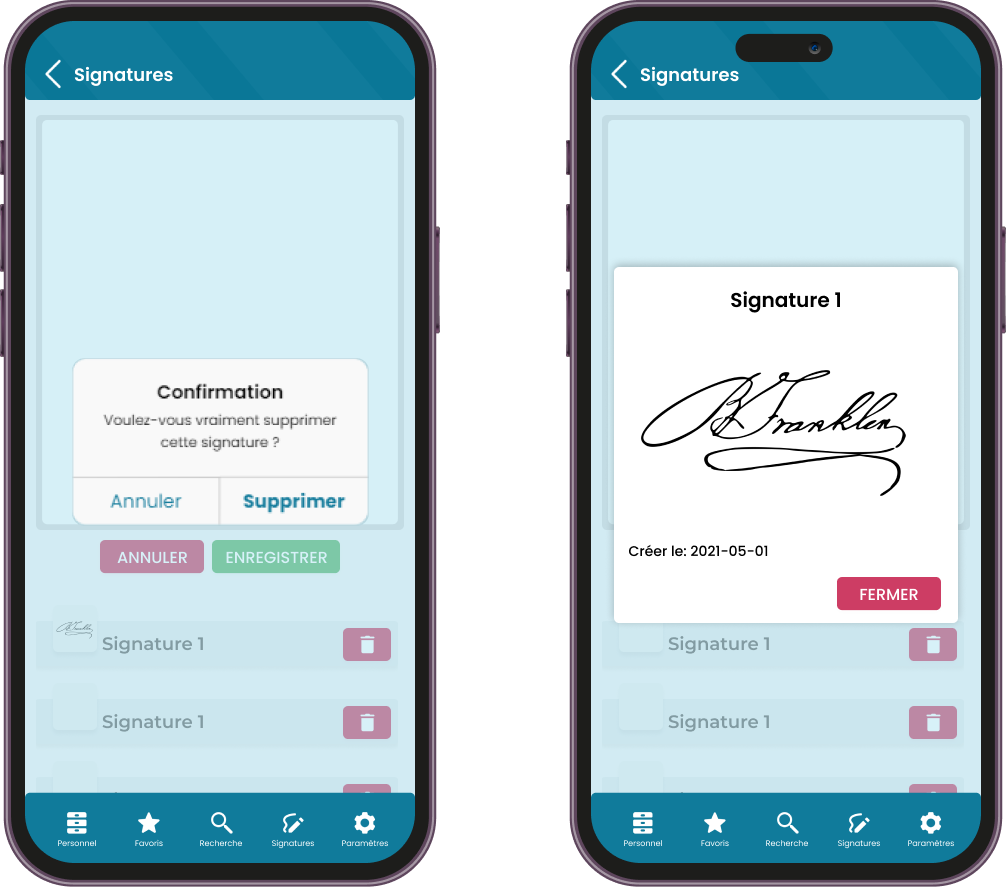 Signatures
Confirmation
Voulez-vous vraiment supprimer
cette signature ?
Annuler
Supprimer
ANNULER
ENREGISTRER
B Franklin
Signature 1
Signature 1
Personnel
Favoris
Recherche
Signatures
Paramètres
Signatures
Signature 1
B Franklin
Créer le: 2021-05-01
FERMER
Signature 1
Signature 1
Personnel
Favoris
Recherche
Signatures
Paramètres